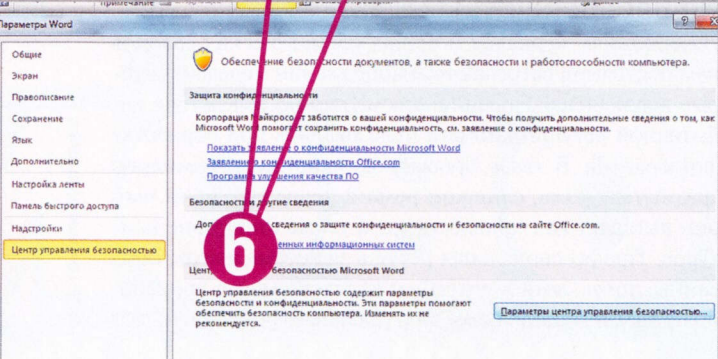 Параметры Word
Общие
Экран
Правописание
Сохранение
Язык
Дополнительно
Настройка ленты
Панель быстрого доступа
Надстройки
Центр управления безопасностью
Обеспечение безопасности документов, а также безопасности и работоспособности компьютера.
Защита конфиденциальности
Корпорация Майкрософт заботится о вашей конфиденциальности. Чтобы получить дополнительные сведения о том, как
Microsoft Word помогает сохранить конфиденциальность, см. заявление о конфиденциальности.
Показать заявление о конфиденциальности Microsoft Word
Заявление о конфиденциальности Office.com
Программа улучшения качества ПО
Безопасность и другие сведения
сведения о защите конфиденциальности и безопасности на сайте Office.com.
6
информационных систем
безопасностью Microsoft Word
Центр управления безопасностью содержит параметры
безопасности и конфиденциальности. Эти параметры помогают
обеспечить безопасность компьютера. Изменять их не
рекомендуется.
Параметры центра управления безопасностью...